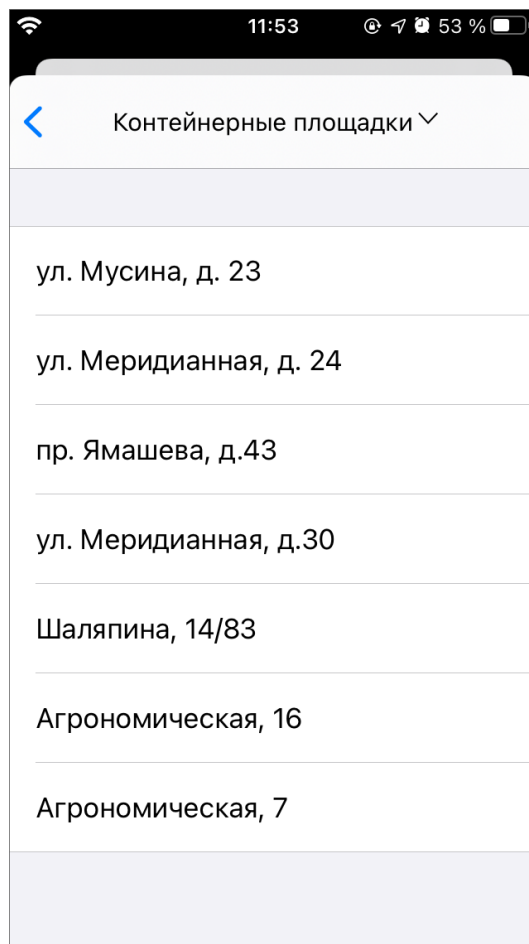 11:53 53 %
Контейнерные площадки
ул. Мусина, д. 23
ул. Меридианная, д. 24
пр. Ямашева, д.43
ул. Меридианная, д.30
Шаляпина, 14/83
Агрономическая, 16
Агрономическая, 7